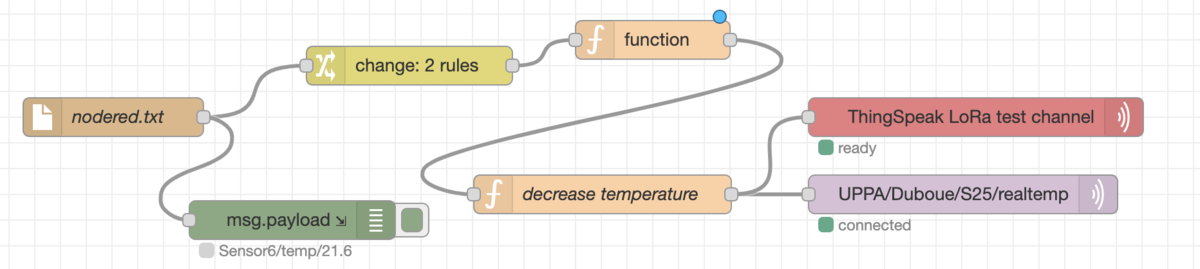 function
change: 2 rules
nodered.txt
ThingSpeak LoRa test channel
ready
decrease temperature
UPPA/Duboue/S25/realtemp
connected
msg.payload
Sensor6/temp/21.6